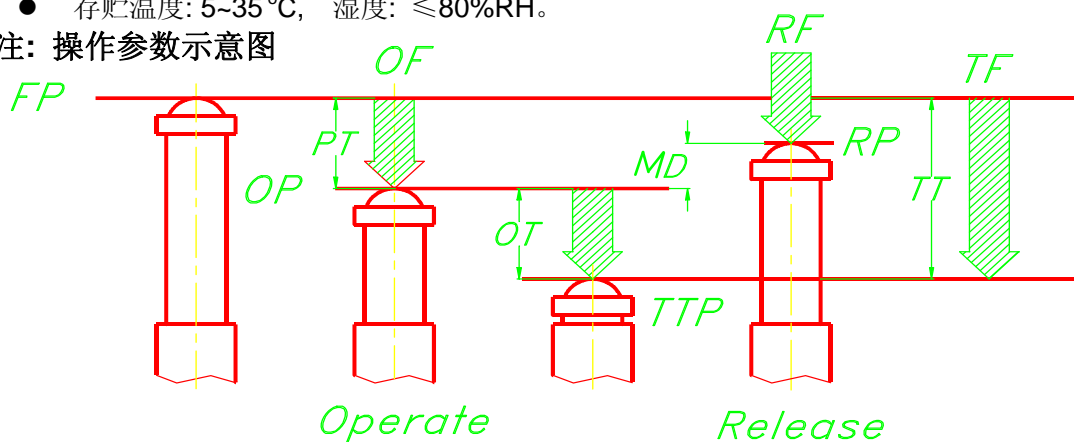 ● 存贮温度: 5~35℃, 湿度: ≤80%RH。
注: 操作参数示意图
FP
OF
RF
TF
PT
OP
MD
RP
TT
OT
TTP
Operate
Release